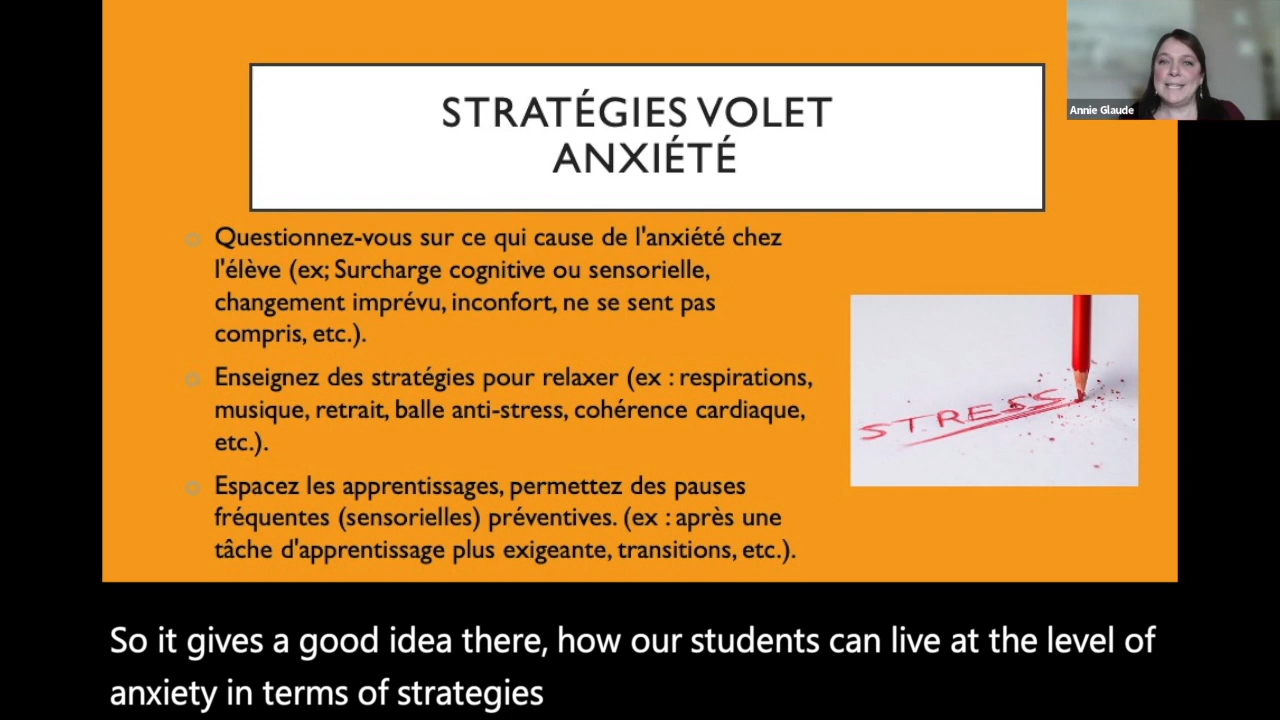 STRATÉGIES VOLET
ANXIÉTÉ
Annie Glaude
Questionnez-vous sur ce qui cause de l'anxiété chez
l'élève (ex; Surcharge cognitive ou sensorielle,
changement imprévu, inconfort, ne se sent pas
compris, etc.).
Enseignez des stratégies pour relaxer (ex : respirations,
musique, retrait, balle anti-stress, cohérence cardiaque,
etc.).
STRESS
Espacez les apprentissages, permettez des pauses
fréquentes (sensorielles) préventives. (ex : après une
tâche d'apprentissage plus exigeante, transitions, etc.).
So it gives a good idea there, how our students can live at the level of
anxiety in terms of strategies